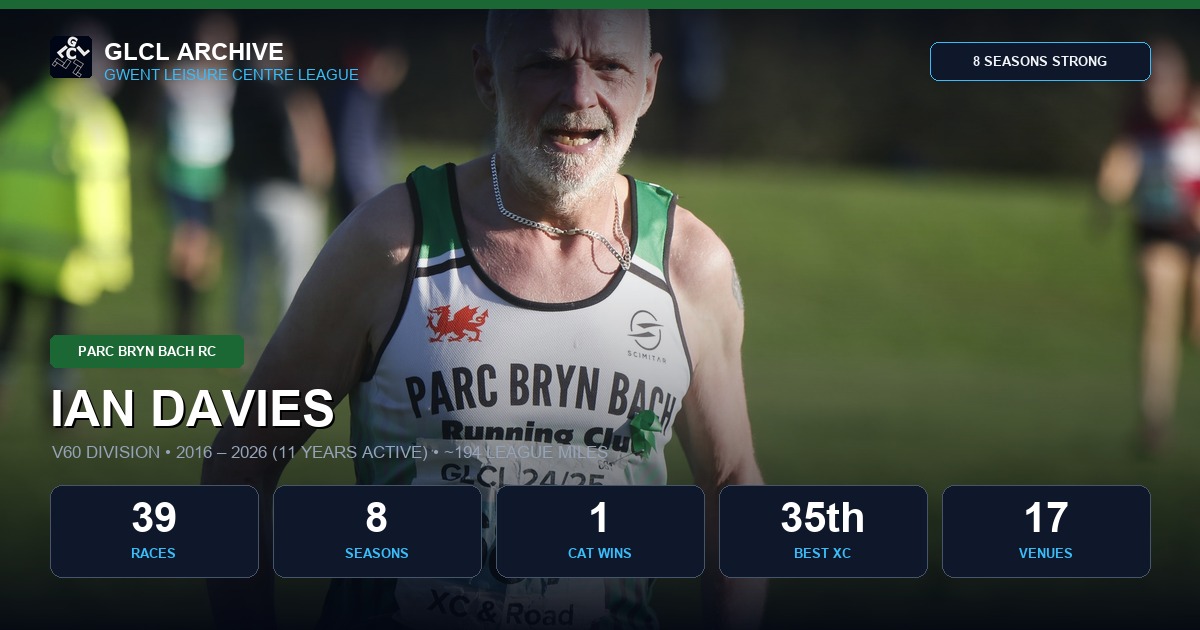 GLCL ARCHIVE
GWENT LEISURE CENTRE LEAGUE
8 SEASONS STRONG
SCIMITAR
PARC BRYN BACH
Running Club
GLCL 24/25
XC & Road
PARC BRYN BACH RC
IAN DAVIES
V60 DIVISION • 2016 – 2026 (11 YEARS ACTIVE) • ~194 LEAGUE MILES
39
RACES
8
SEASONS
1
CAT WINS
35th
BEST XC
17
VENUES